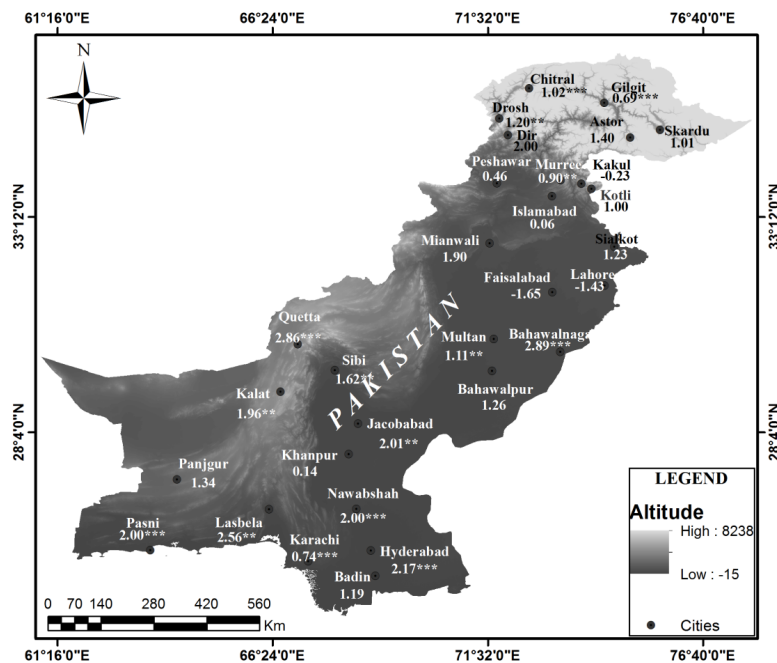 61°16'0"E 66°24'0"E 71°32'0"E 76°40'0"E
N
Chitral
1.02***
Gilgit
0.69***
Drosh
1.20**
Dir
2.00
Astor
1.40
Skardu
1.01
Peshawar
0.46
Murree
0.90**
Kakul
-0.23
Kotli
1.00
33°12'0"N
33°12'0"N
Islamabad
0.06
Mianwali
1.90
Sialkot
1.23
Faisalabad
-1.65
Lahore
-1.43
Quetta
2.86***
PAKISTAN
Multan
1.11**
Bahawalnaga
2.89***
Sibi
1.62**
Kalat
1.96**
Bahawalpur
1.26
28°4'0"N
28°4'0"N
Jacobabad
2.01**
Khanpur
0.14
Panjgur
1.34
Nawabshah
2.00***
Pasni
2.00***
Lasbela
2.56**
Karachi
0.74***
Hyderabad
2.17***
Badin
1.19
LEGEND
Altitude
High : 8238
Low : -15
Cities
0 70 140 280 420 560
Km
61°16'0"E 66°24'0"E 71°32'0"E 76°40'0"E